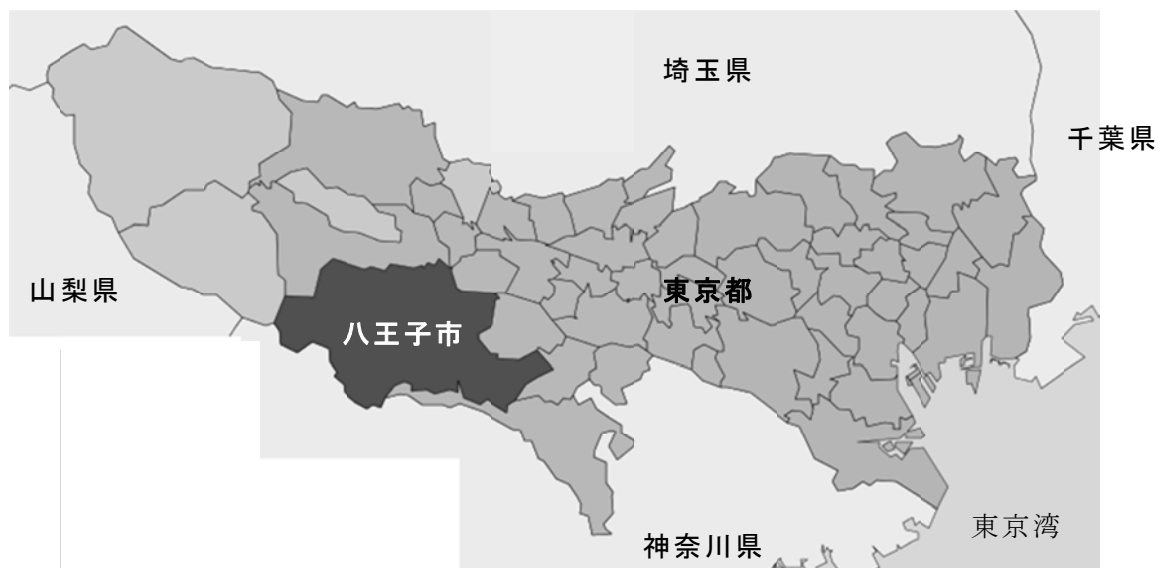 埼玉県
千葉県
山梨県
東京都
八王子市
東京湾
神奈川県